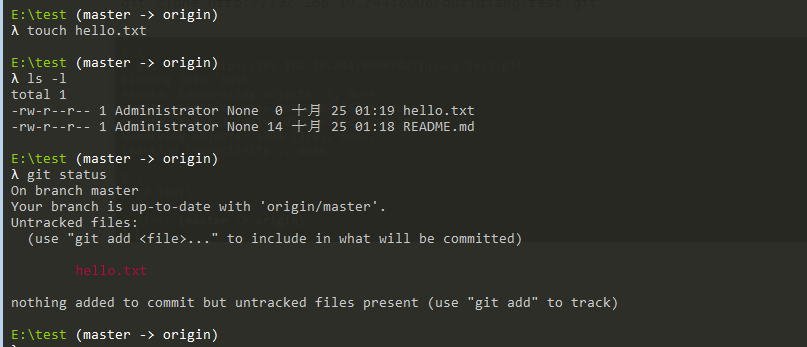 E:\test (master -> origin)
λ touch hello.txt
E:\test (master -> origin)
λ ls -l
total 1
-rw-r--r-- 1 Administrator None  0 十月 25 01:19 hello.txt
-rw-r--r-- 1 Administrator None 14 十月 25 01:18 README.md
E:\test (master -> origin)
λ git status
On branch master
Your branch is up-to-date with 'origin/master'.
Untracked files:
  (use "git add <file>..." to include in what will be committed)
        hello.txt
nothing added to commit but untracked files present (use "git add" to track)
E:\test (master -> origin)